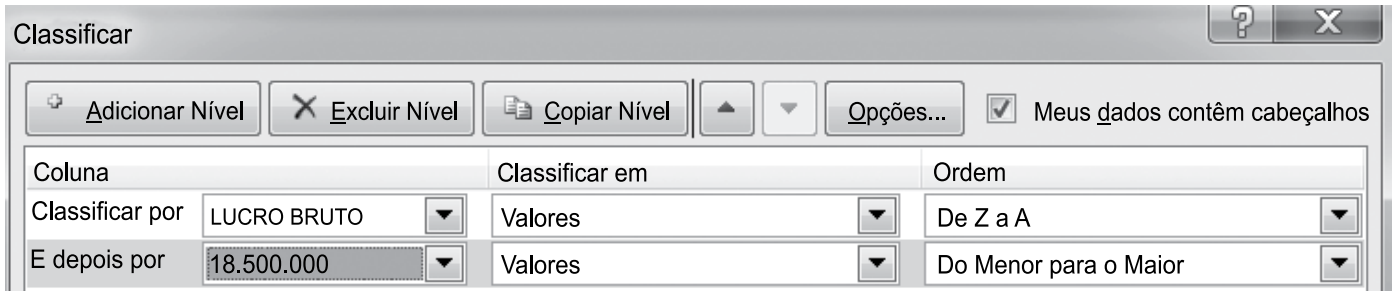 Classificar
Adicionar Nível Excluir Nível Copiar Nível Opções... Meus dados contêm cabeçalhos
Coluna Classificar em Ordem
Classificar por LUCRO BRUTO Valores De Z a A
E depois por 18.500.000 Valores Do Menor para o Maior